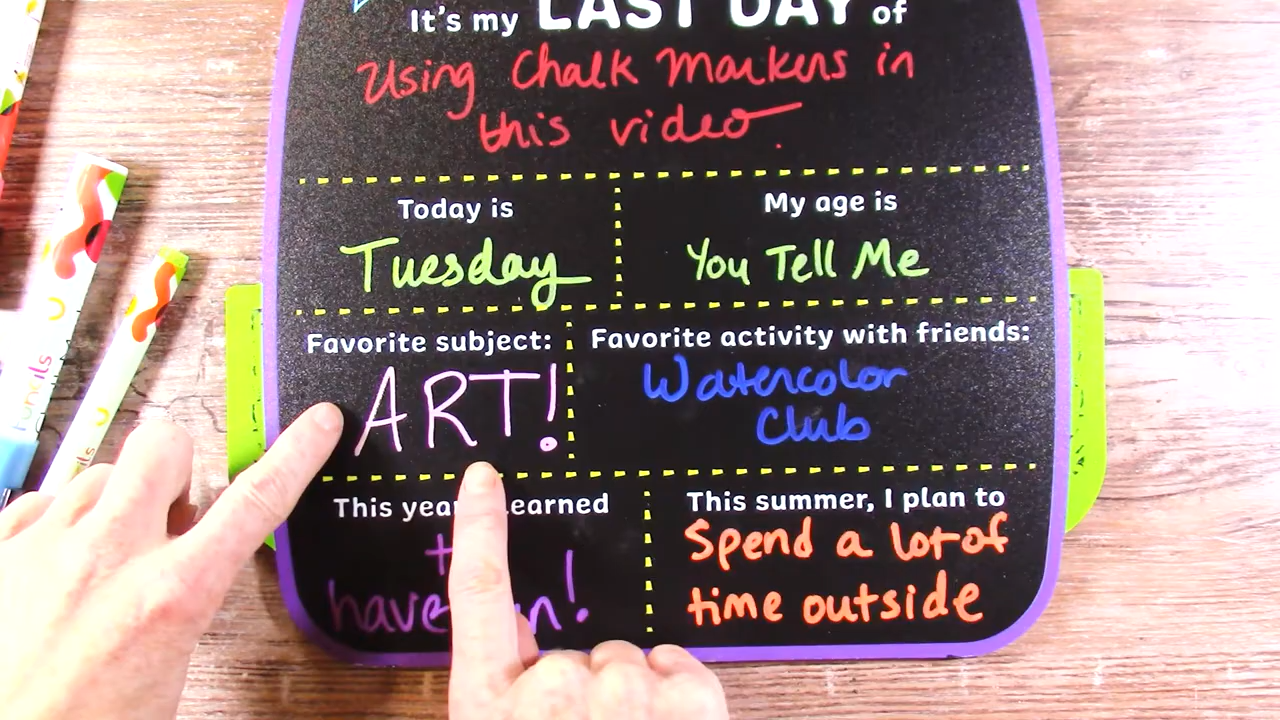 It's my LAST DAY of
Using Chalk Markers in
this video.
Today is
Tuesday
My age is
You Tell Me
Favorite subject:
ART!
Favorite activity with friends:
Watercolor
Club
This year learned
have !
This summer, I plan to
Spend a lot of
time outside